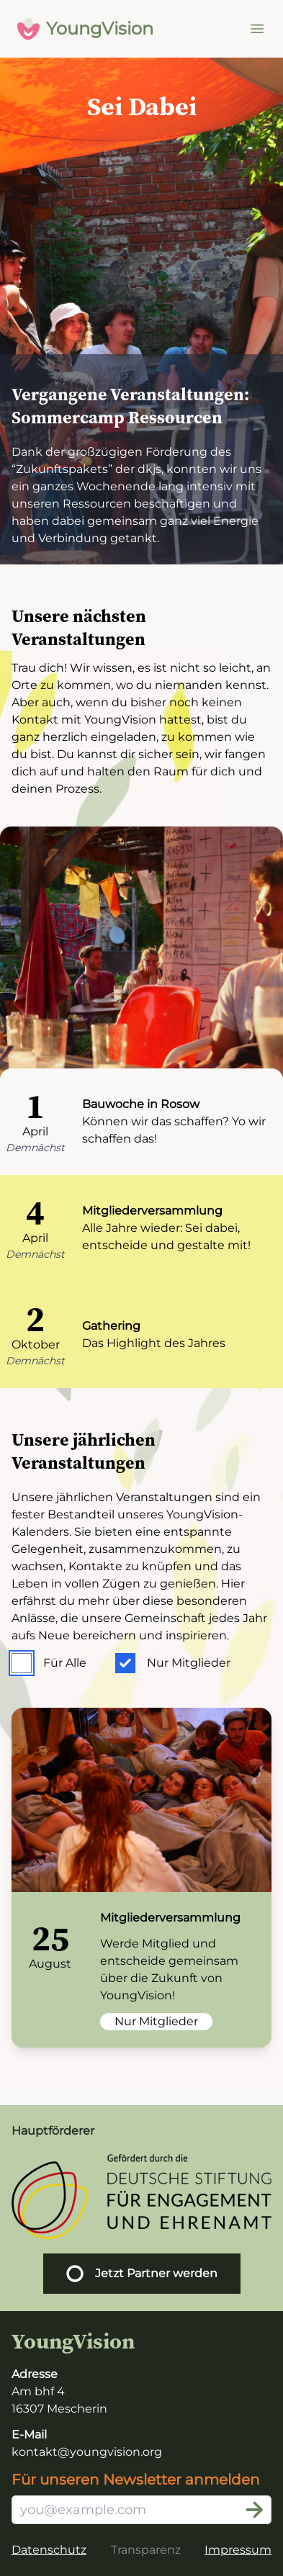 YoungVision
Sei Dabei
Vergangene Veranstaltungen:
Sommercamp Ressourcen
Dank der großzügigen Förderung des
“Zukunftspakets” der dkjs, konnten wir uns
ein ganzes Wochenende lang intensiv mit
unseren Ressourcen beschäftigen und
haben dabei gemeinsam ganz viel Energie
und Verbindung getankt.
Unsere nächsten
Veranstaltungen
Trau dich! Wir wissen, es ist nicht so leicht, an
Orte zu kommen, wo du niemanden kennst.
Aber auch, wenn du bisher noch keinen
Kontakt mit YoungVision hattest, bist du
ganz herzlich eingeladen, zu kommen wie
du bist. Du kannst dir sicher sein, wir fangen
dich auf und halten den Raum für dich und
deinen Prozess.
1
April
Demnächst
Bauwoche in Rosow
Können wir das schaffen? Yo wir
schaffen das!
4
April
Demnächst
Mitgliederversammlung
Alle Jahre wieder: Sei dabei,
entscheide und gestalte mit!
2
Oktober
Demnächst
Gathering
Das Highlight des Jahres
Unsere jährlichen
Veranstaltungen
Unsere jährlichen Veranstaltungen sind ein
fester Bestandteil unseres YoungVision-
Kalenders. Sie bieten eine entspannte
Gelegenheit, zusammenzukommen, zu
wachsen, Kontakte zu knüpfen und das
Leben in vollen Zügen zu genießen. Hier
erfährst du mehr über diese besonderen
Anlässe, die unsere Gemeinschaft jedes Jahr
aufs Neue bereichern und inspirieren.
Für Alle
Nur Mitglieder
25
August
Mitgliederversammlung
Werde Mitglied und
entscheide gemeinsam
über die Zukunft von
YoungVision!
Nur Mitglieder
Hauptförderer
Gefördert durch die
DEUTSCHE STIFTUNG
FÜR ENGAGEMENT
UND EHRENAMT
Jetzt Partner werden
YoungVision
Adresse
Am bhf 4
16307 Mescherin
E-Mail
kontakt@youngvision.org
Für unseren Newsletter anmelden
you@example.com
Datenschutz
Transparenz
Impressum